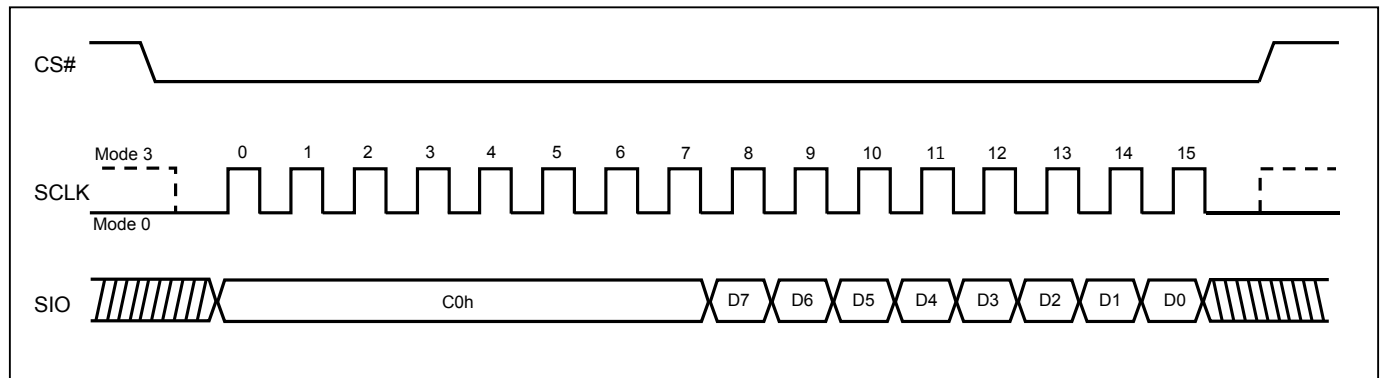 CS#
Mode 3
0 1 2 3 4 5 6 7 8 9 10 11 12 13 14 15
SCLK
Mode 0
SIO
C0h
D7 D6 D5 D4 D3 D2 D1 D0